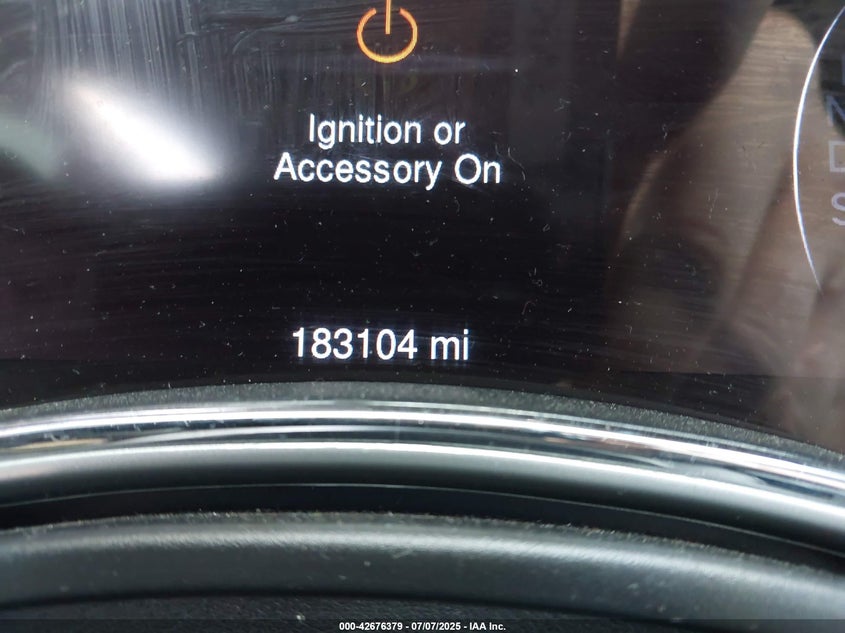 Ignition or
Accessory On
N
D
S
183104 mi
000-42676379 - 07/07/2025 - IAA Inc.